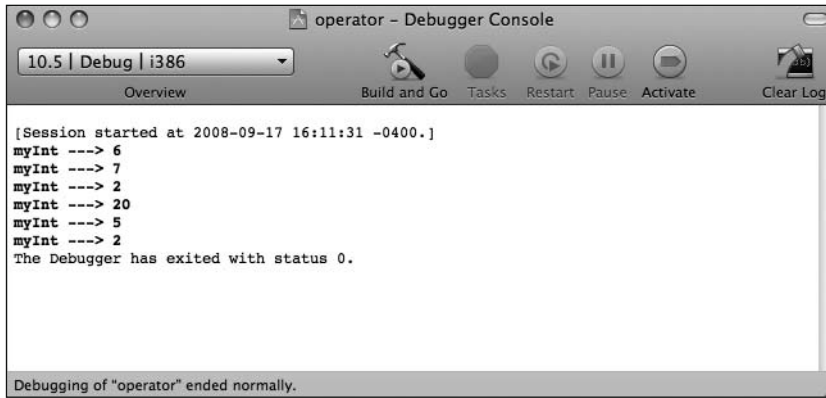 operator – Debugger Console
10.5 | Debug | i386
Overview
Build and Go
Tasks
Restart
Pause
Activate
Clear Log
[Session started at 2008-09-17 16:11:31 -0400.]
myInt ---> 6
myInt ---> 7
myInt ---> 2
myInt ---> 20
myInt ---> 5
myInt ---> 2
The Debugger has exited with status 0.
Debugging of "operator" ended normally.